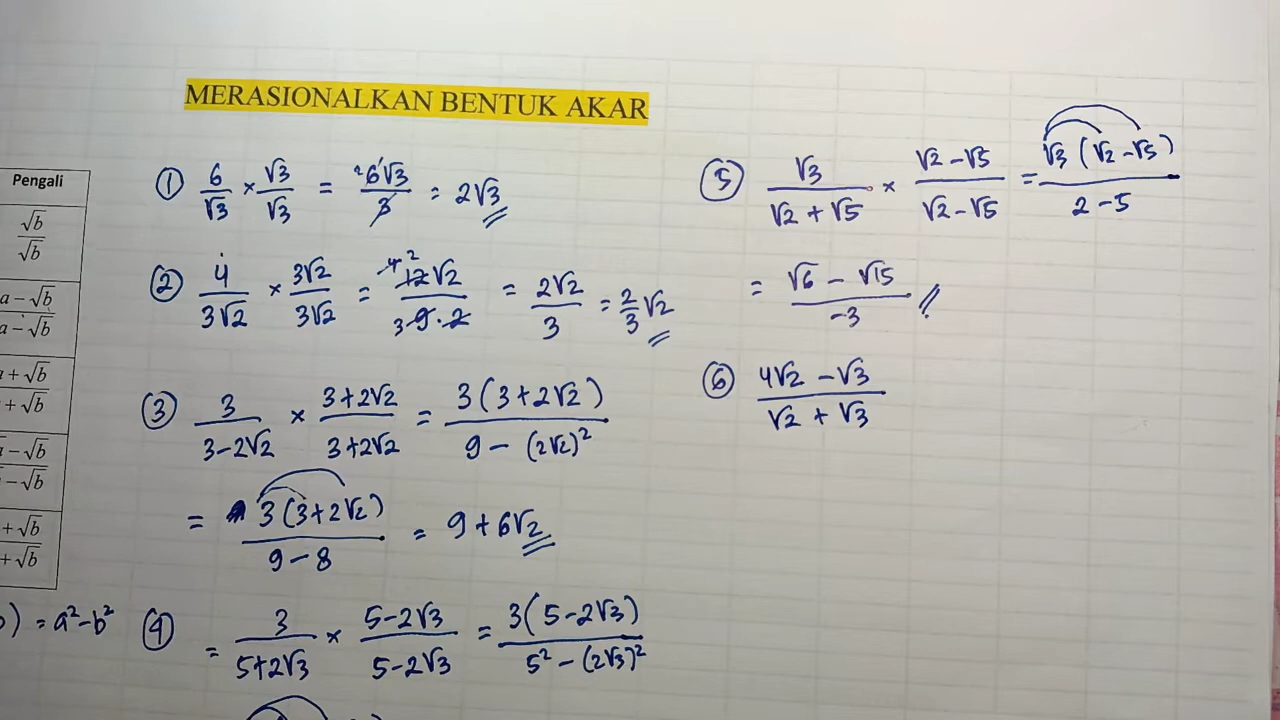 MERASIONALKAN BENTUK AKAR
Pengali
√b
√b
a − √b
a − √b
a + √b
+ √b
− √b
− √b
+ √b
+ √b
) = a² − b²
① 6/√3 × √3/√3 = 6√3/3 = 2√3
② 4/3√2 × 3√2/3√2 = 12√2/9·2 = 2√2/3 = 2/3 √2
③ 3/3−2√2 × 3+2√2/3+2√2 = 3(3+2√2)/9 − (2√2)²
= 3(3+2√2)/9−8 = 9+6√2
④ = 3/5+2√3 × 5−2√3/5−2√3 = 3(5−2√3)/5² − (2√3)²
⑤ √3/√2 + √5 × √2 − √5/√2 − √5 = √3(√2 − √5)/2 − 5
= √6 − √15/−3
⑥ 4√2 − √3/√2 + √3